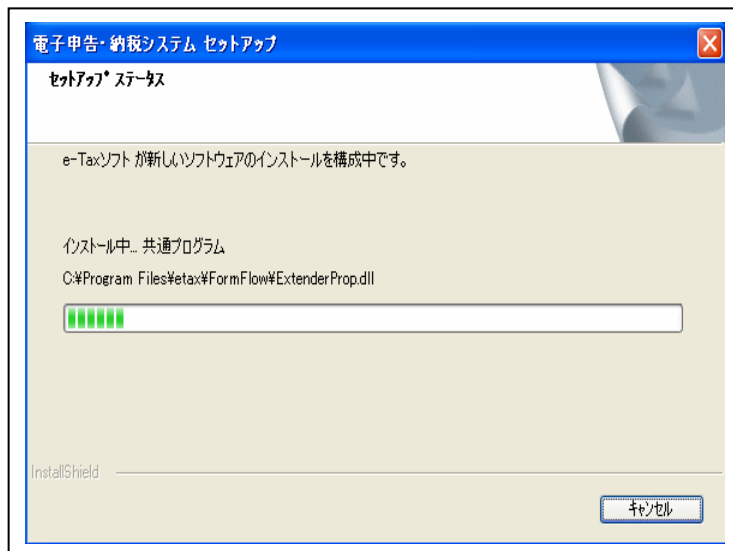 電子申告・納税システム セットアップ
セットアップ ステータス
e-Taxソフト が新しいソフトウェアのインストールを構成中です。
インストール中... 共通プログラム
C:¥Program Files¥etax¥FormFlow¥ExtenderProp.dll
InstallShield
キャンセル